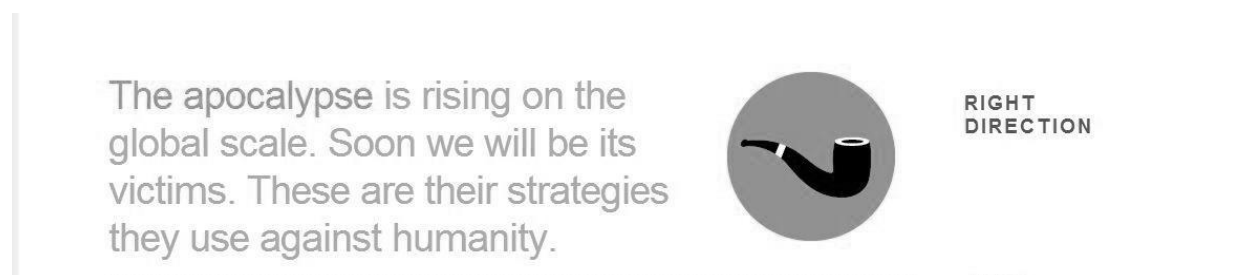 The apocalypse is rising on the
global scale. Soon we will be its
victims. These are their strategies
they use against humanity.
RIGHT
DIRECTION